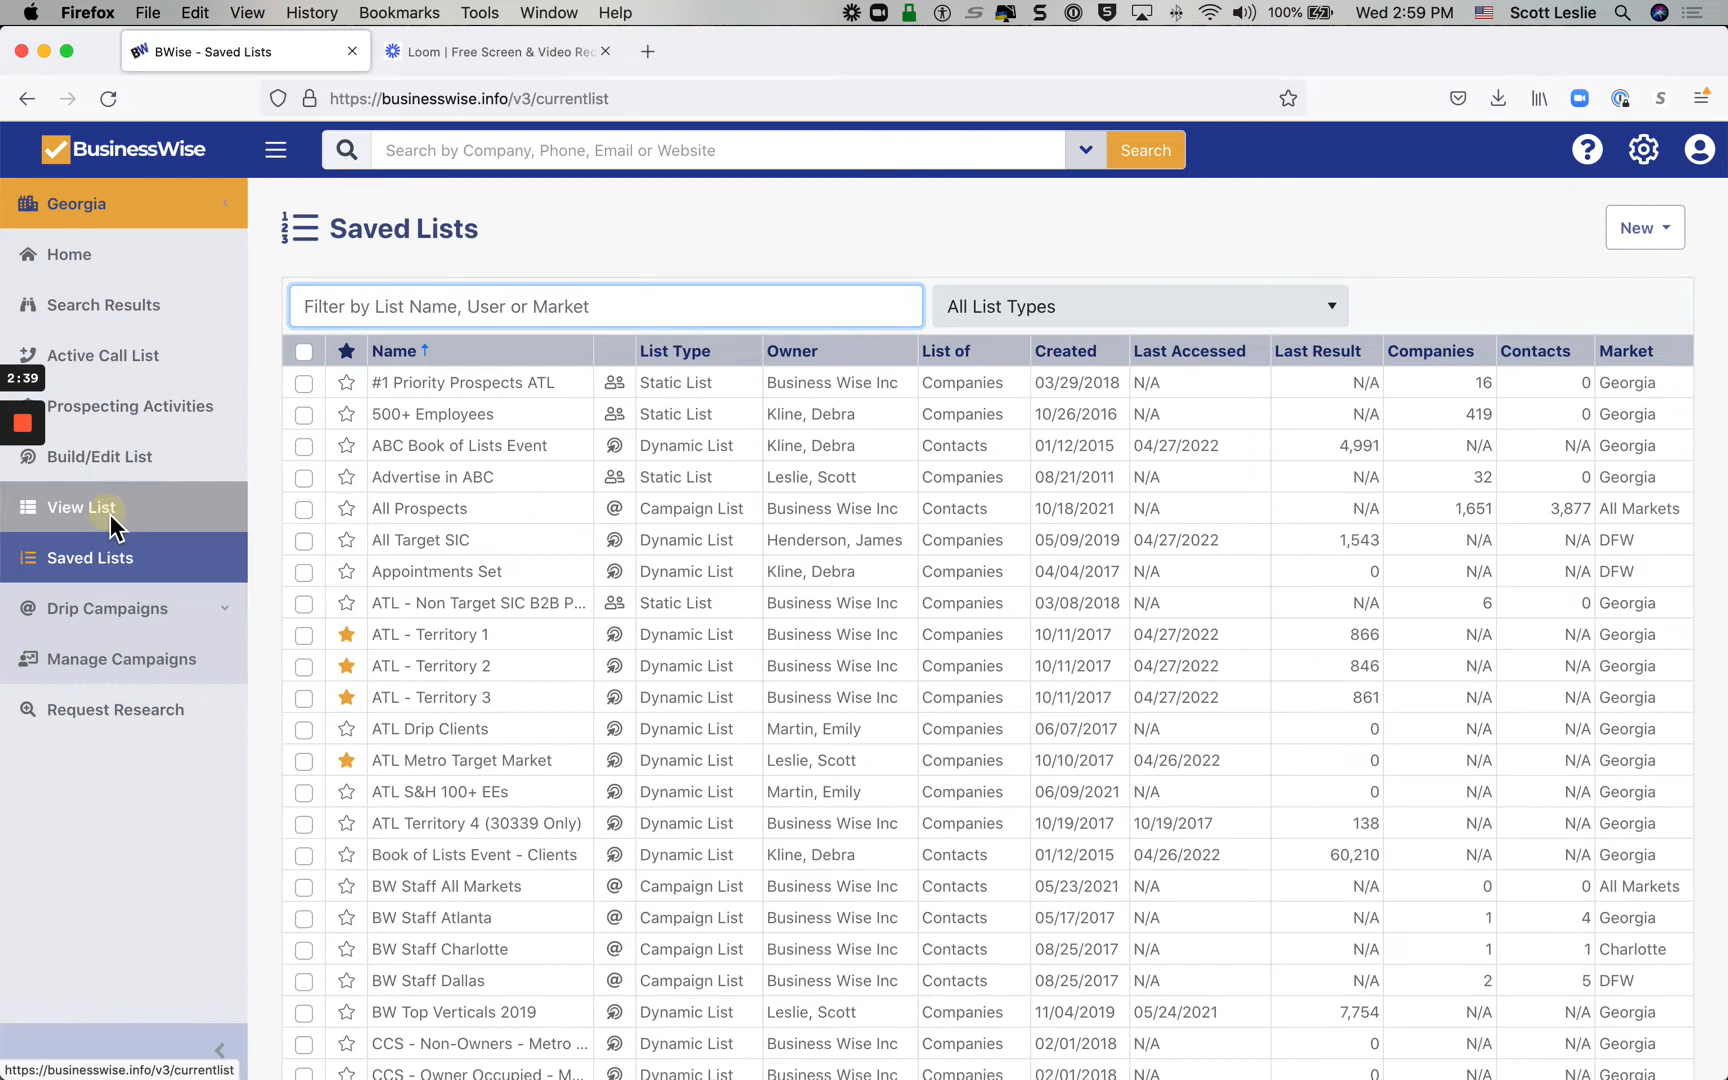 Firefox File Edit View History Bookmarks Tools Window Help 100% Wed 2:59 PM Scott Leslie
BW BWise - Saved Lists Loom | Free Screen & Video Rec
https://businesswise.info/v3/currentlist
BusinessWise Search by Company, Phone, Email or Website Search
Georgia
Home
Search Results
Active Call List
2:39
Prospecting Activities
Build/Edit List
View List
Saved Lists
Drip Campaigns
Manage Campaigns
Request Research
https://businesswise.info/v3/currentlist
Saved Lists New
Filter by List Name, User or Market All List Types
Name List Type Owner List of Created Last Accessed Last Result Companies Contacts Market
#1 Priority Prospects ATL Static List Business Wise Inc Companies 03/29/2018 N/A N/A 16 0 Georgia
500+ Employees Static List Kline, Debra Companies 10/26/2016 N/A N/A 419 0 Georgia
ABC Book of Lists Event Dynamic List Kline, Debra Contacts 01/12/2015 04/27/2022 4,991 N/A N/A Georgia
Advertise in ABC Static List Leslie, Scott Companies 08/21/2011 N/A N/A 32 0 Georgia
All Prospects @ Campaign List Business Wise Inc Contacts 10/18/2021 N/A N/A 1,651 3,877 All Markets
All Target SIC Dynamic List Henderson, James Companies 05/09/2019 04/27/2022 1,543 N/A N/A DFW
Appointments Set Dynamic List Kline, Debra Companies 04/04/2017 N/A 0 N/A N/A DFW
ATL - Non Target SIC B2B P... Static List Business Wise Inc Companies 03/08/2018 N/A N/A 6 0 Georgia
ATL - Territory 1 Dynamic List Business Wise Inc Companies 10/11/2017 04/27/2022 866 N/A N/A Georgia
ATL - Territory 2 Dynamic List Business Wise Inc Companies 10/11/2017 04/27/2022 846 N/A N/A Georgia
ATL - Territory 3 Dynamic List Business Wise Inc Companies 10/11/2017 04/27/2022 861 N/A N/A Georgia
ATL Drip Clients Dynamic List Martin, Emily Companies 06/07/2017 N/A 0 N/A N/A Georgia
ATL Metro Target Market Dynamic List Leslie, Scott Companies 10/10/2017 04/26/2022 0 N/A N/A Georgia
ATL S&H 100+ EEs Dynamic List Martin, Emily Companies 06/09/2021 N/A 0 N/A N/A Georgia
ATL Territory 4 (30339 Only) Dynamic List Business Wise Inc Companies 10/19/2017 10/19/2017 138 N/A N/A Georgia
Book of Lists Event - Clients Dynamic List Kline, Debra Contacts 01/12/2015 04/26/2022 60,210 N/A N/A Georgia
BW Staff All Markets @ Campaign List Business Wise Inc Contacts 05/23/2021 N/A N/A 0 0 All Markets
BW Staff Atlanta @ Campaign List Business Wise Inc Contacts 05/17/2017 N/A N/A 1 4 Georgia
BW Staff Charlotte @ Campaign List Business Wise Inc Contacts 08/25/2017 N/A N/A 1 1 Charlotte
BW Staff Dallas @ Campaign List Business Wise Inc Contacts 08/25/2017 N/A N/A 2 5 DFW
BW Top Verticals 2019 Dynamic List Leslie, Scott Companies 11/04/2019 05/24/2021 7,754 N/A N/A Georgia
CCS - Non-Owners - Metro ... Dynamic List Business Wise Inc Companies 02/01/2018 N/A 0 N/A N/A Georgia
CCS - Owner Occupied - M... Dynamic List Business Wise Inc Companies 02/01/2018 N/A 0 N/A N/A Georgia